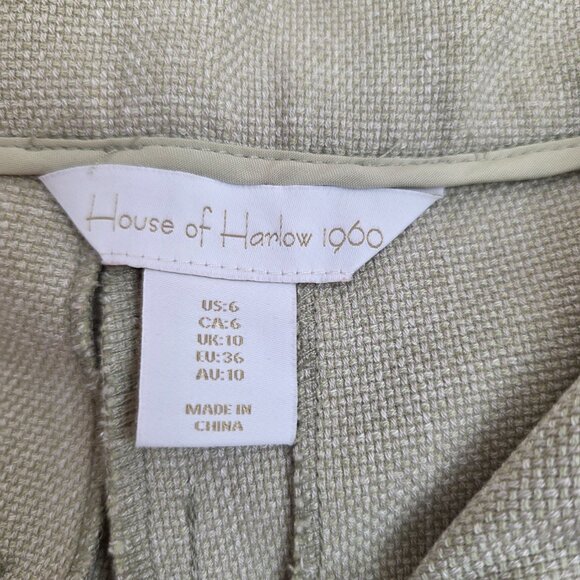 House of Harlow 1960
US:6
CA:6
UK:10
EU:36
AU:10
MADE IN
CHINA